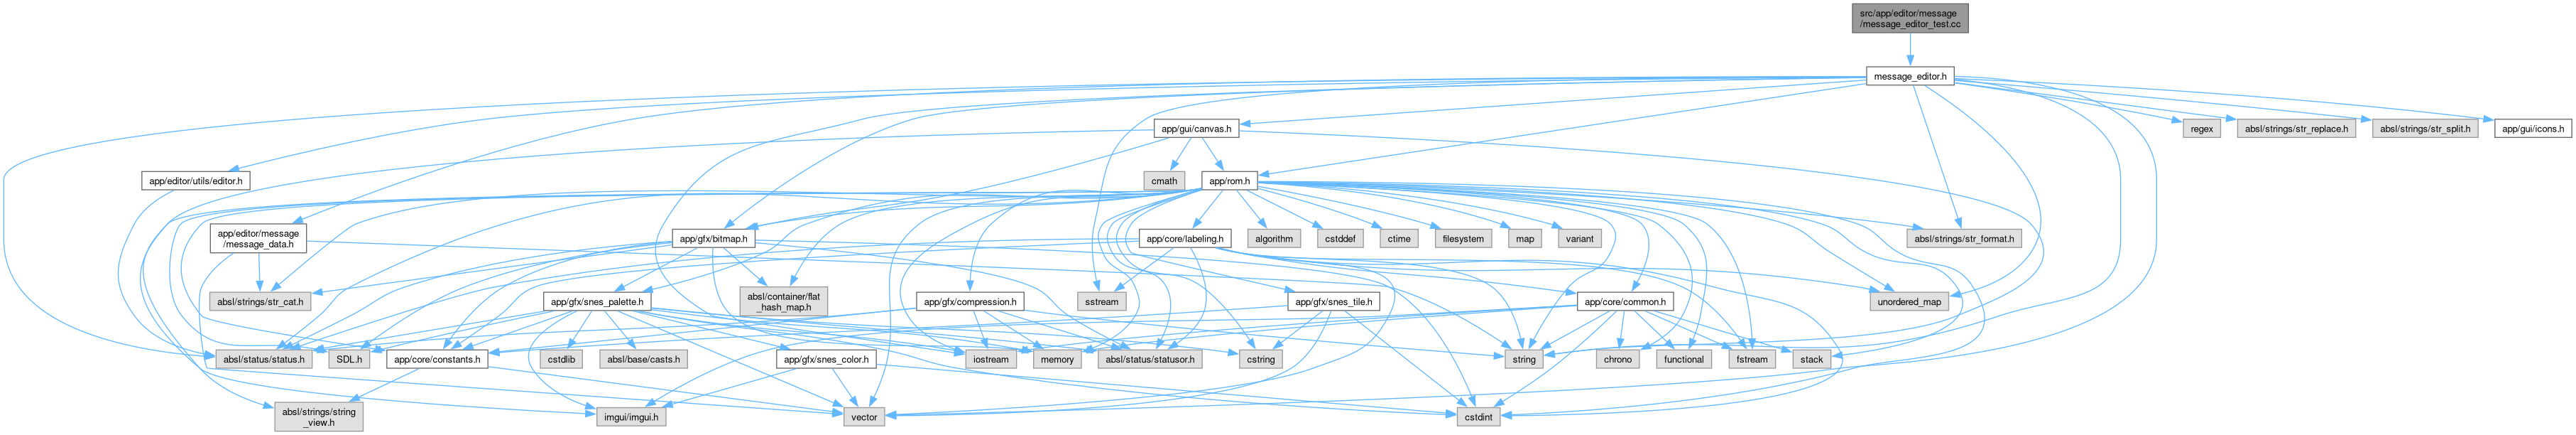 src/app/editor/message
/message_editor_test.cc
message_editor.h
app/gui/canvas.h
regex
absl/strings/str_replace.h
absl/strings/str_split.h
app/gui/icons.h
app/editor/utils/editor.h
cmath
app/rom.h
app/editor/message
/message_data.h
app/gfx/bitmap.h
app/core/labeling.h
algorithm
cstddef
ctime
filesystem
map
variant
absl/strings/str_format.h
absl/strings/str_cat.h
app/gfx/snes_palette.h
absl/container/flat
_hash_map.h
app/gfx/compression.h
sstream
app/gfx/snes_tile.h
app/core/common.h
unordered_map
absl/status/status.h
SDL.h
app/core/constants.h
cstdlib
absl/base/casts.h
app/gfx/snes_color.h
iostream
memory
absl/status/statusor.h
cstring
string
chrono
functional
fstream
stack
absl/strings/string
_view.h
imgui/imgui.h
vector
cstdint